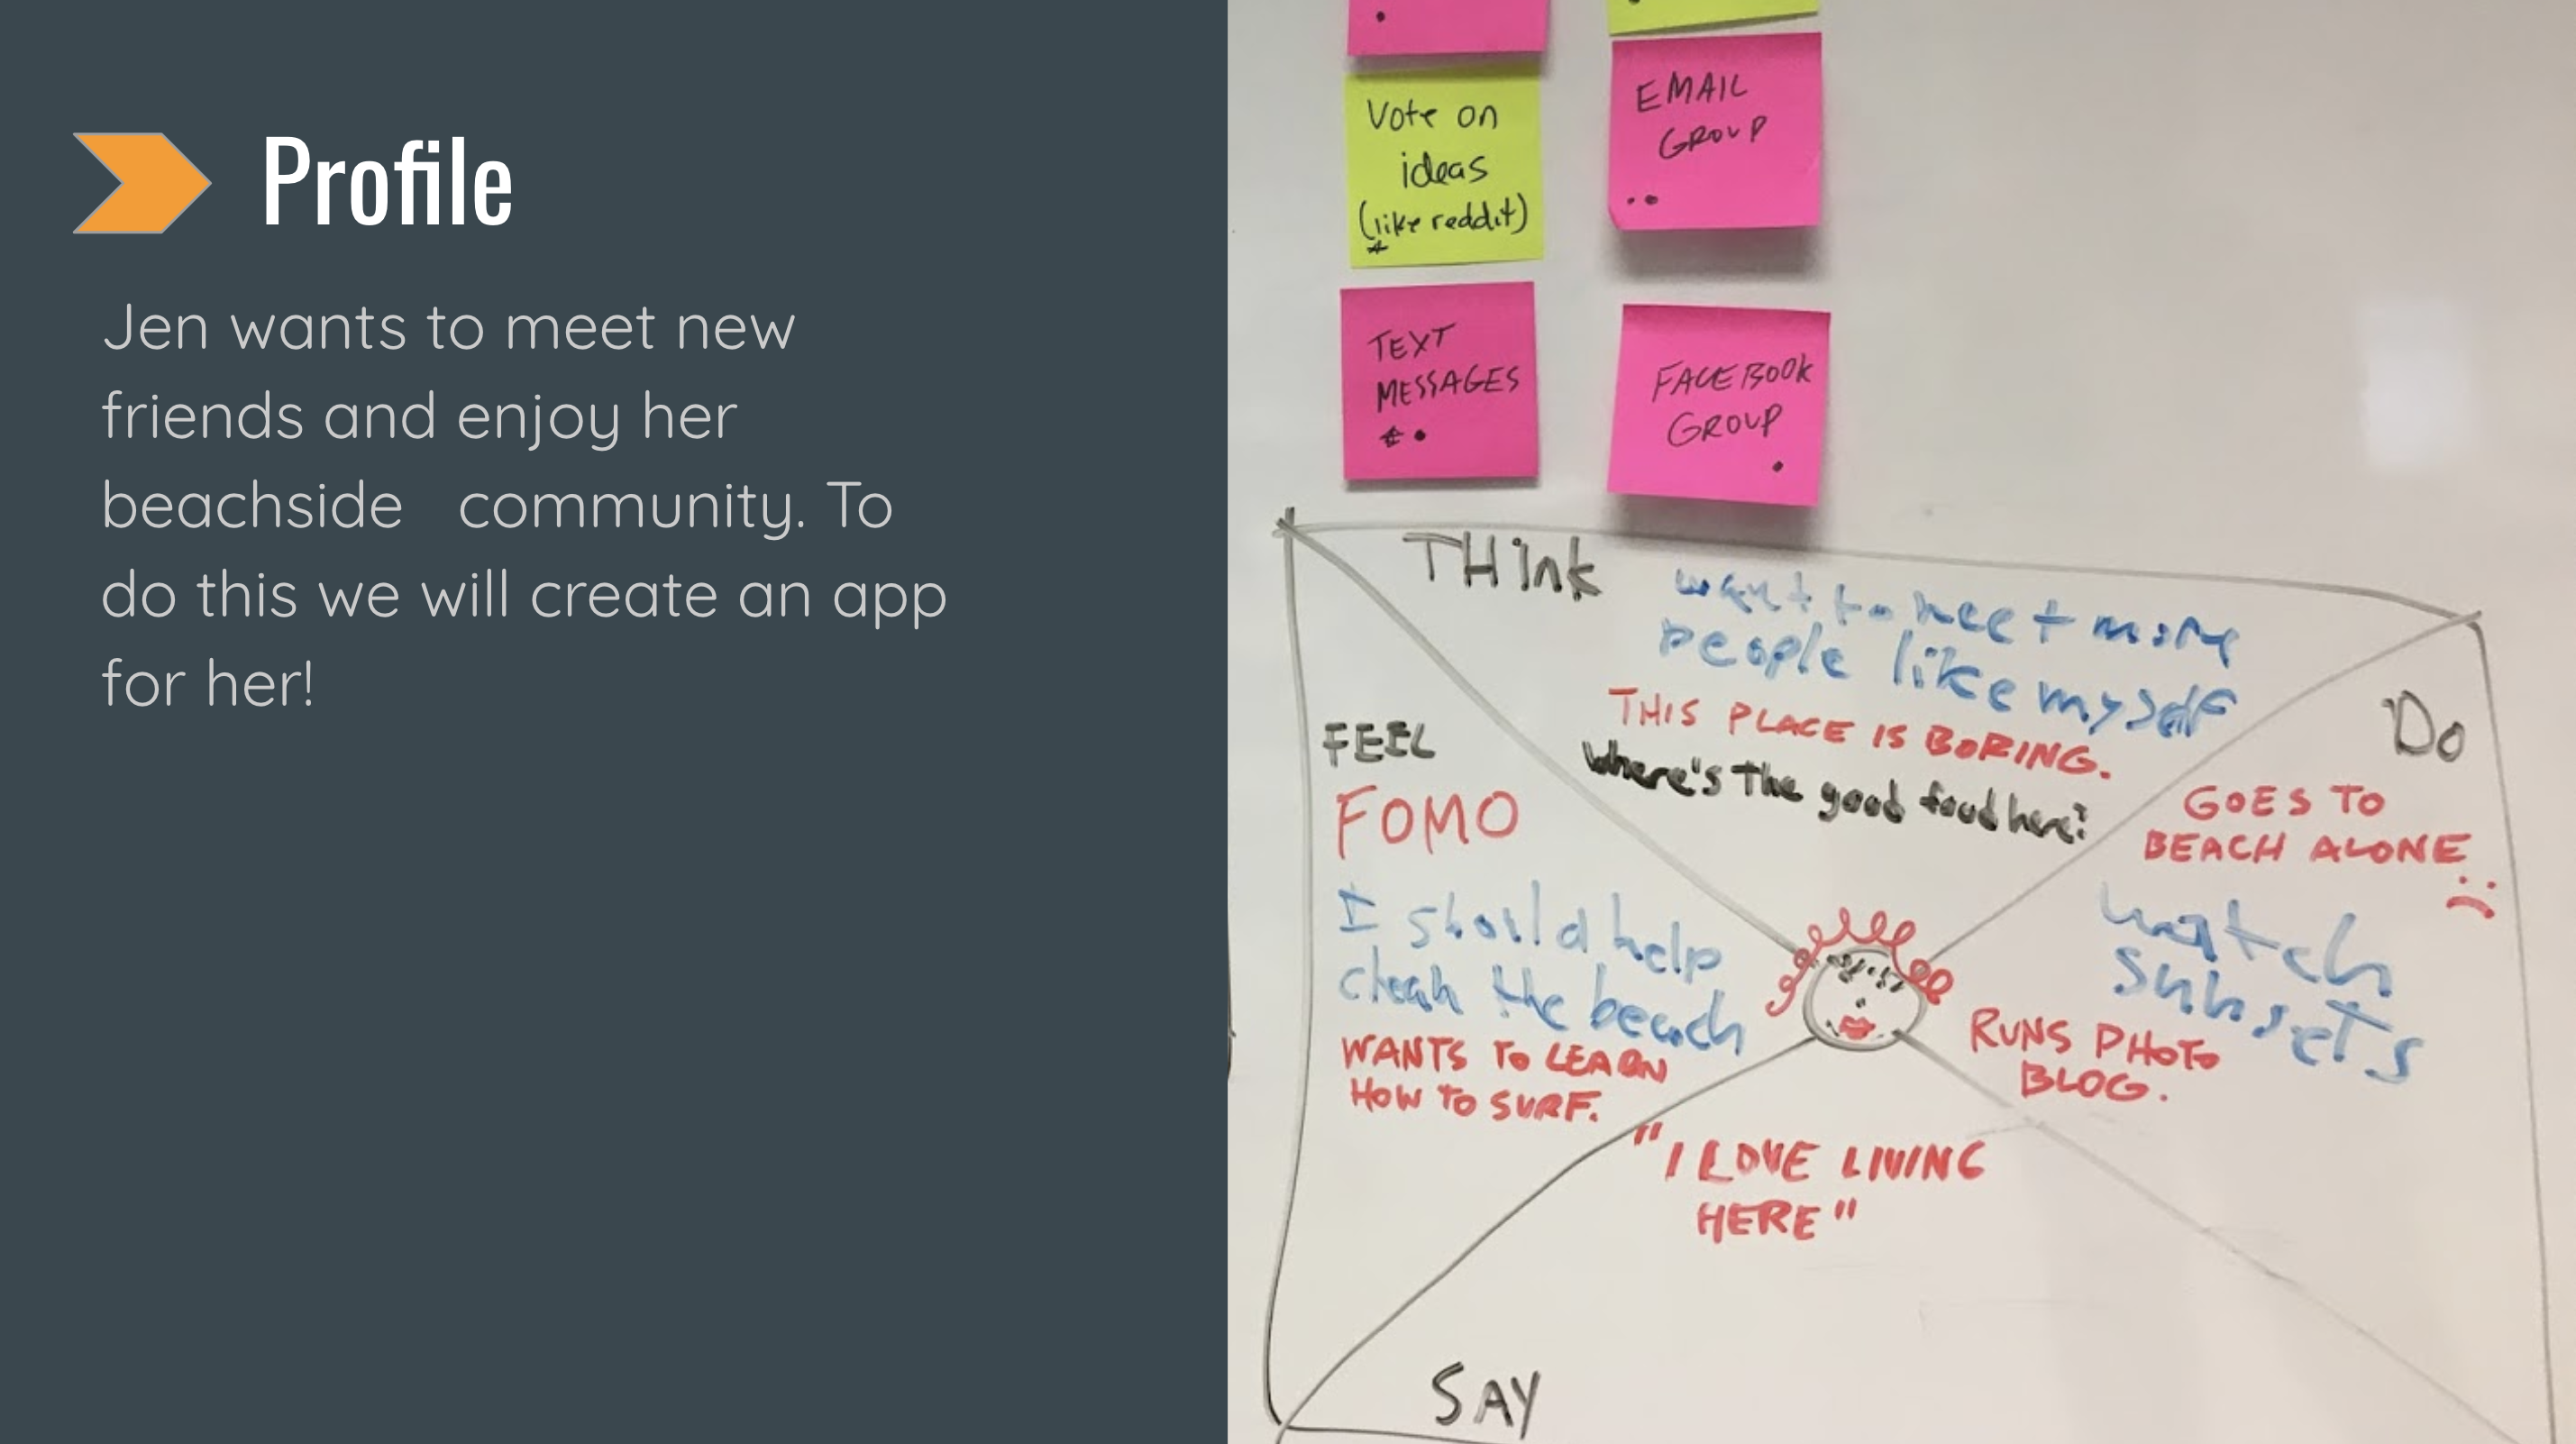 Profile
Jen wants to meet new
friends and enjoy her
beachside community. To
do this we will create an app
for her!
Vote on
ideas
(like reddit)
EMAIL
GROUP
TEXT
MESSAGES
FACEBOOK
GROUP
THink
want to meet more
people like myself
THIS PLACE IS BORING.
where's the good food here?
Do
GOES TO
BEACH ALONE
watch
sunsets
RUNS PHOTO
BLOG.
FEEL
FOMO
I should help
clean the beach
WANTS TO LEARN
HOW TO SURF.
"I LOVE LIVING
HERE"
SAY